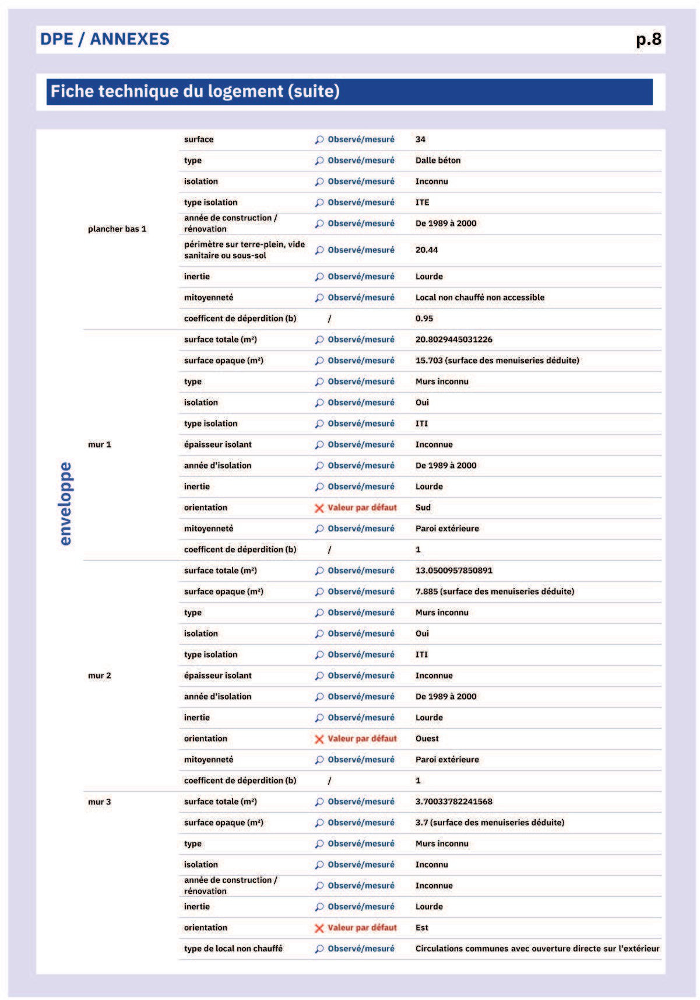 DPE / ANNEXES p.8
Fiche technique du logement (suite)
enveloppe
plancher bas 1
surface Observé/mesuré 34
type Observé/mesuré Dalle béton
isolation Observé/mesuré Inconnu
type isolation Observé/mesuré ITE
année de construction /
rénovation Observé/mesuré De 1989 à 2000
périmètre sur terre-plein, vide
sanitaire ou sous-sol Observé/mesuré 20.44
inertie Observé/mesuré Lourde
mitoyenneté Observé/mesuré Local non chauffé non accessible
coefficent de déperdition (b) / 0.95
mur 1
surface totale (m²) Observé/mesuré 20.8029445031226
surface opaque (m²) Observé/mesuré 15.703 (surface des menuiseries déduite)
type Observé/mesuré Murs inconnu
isolation Observé/mesuré Oui
type isolation Observé/mesuré ITI
épaisseur isolant Observé/mesuré Inconnue
année d'isolation Observé/mesuré De 1989 à 2000
inertie Observé/mesuré Lourde
orientation Valeur par défaut Sud
mitoyenneté Observé/mesuré Paroi extérieure
coefficent de déperdition (b) / 1
mur 2
surface totale (m²) Observé/mesuré 13.0500957850891
surface opaque (m²) Observé/mesuré 7.885 (surface des menuiseries déduite)
type Observé/mesuré Murs inconnu
isolation Observé/mesuré Oui
type isolation Observé/mesuré ITI
épaisseur isolant Observé/mesuré Inconnue
année d'isolation Observé/mesuré De 1989 à 2000
inertie Observé/mesuré Lourde
orientation Valeur par défaut Ouest
mitoyenneté Observé/mesuré Paroi extérieure
coefficent de déperdition (b) / 1
mur 3
surface totale (m²) Observé/mesuré 3.70033782241568
surface opaque (m²) Observé/mesuré 3.7 (surface des menuiseries déduite)
type Observé/mesuré Murs inconnu
isolation Observé/mesuré Inconnu
année de construction /
rénovation Observé/mesuré Inconnue
inertie Observé/mesuré Lourde
orientation Valeur par défaut Est
type de local non chauffé Observé/mesuré Circulations communes avec ouverture directe sur l'extérieur